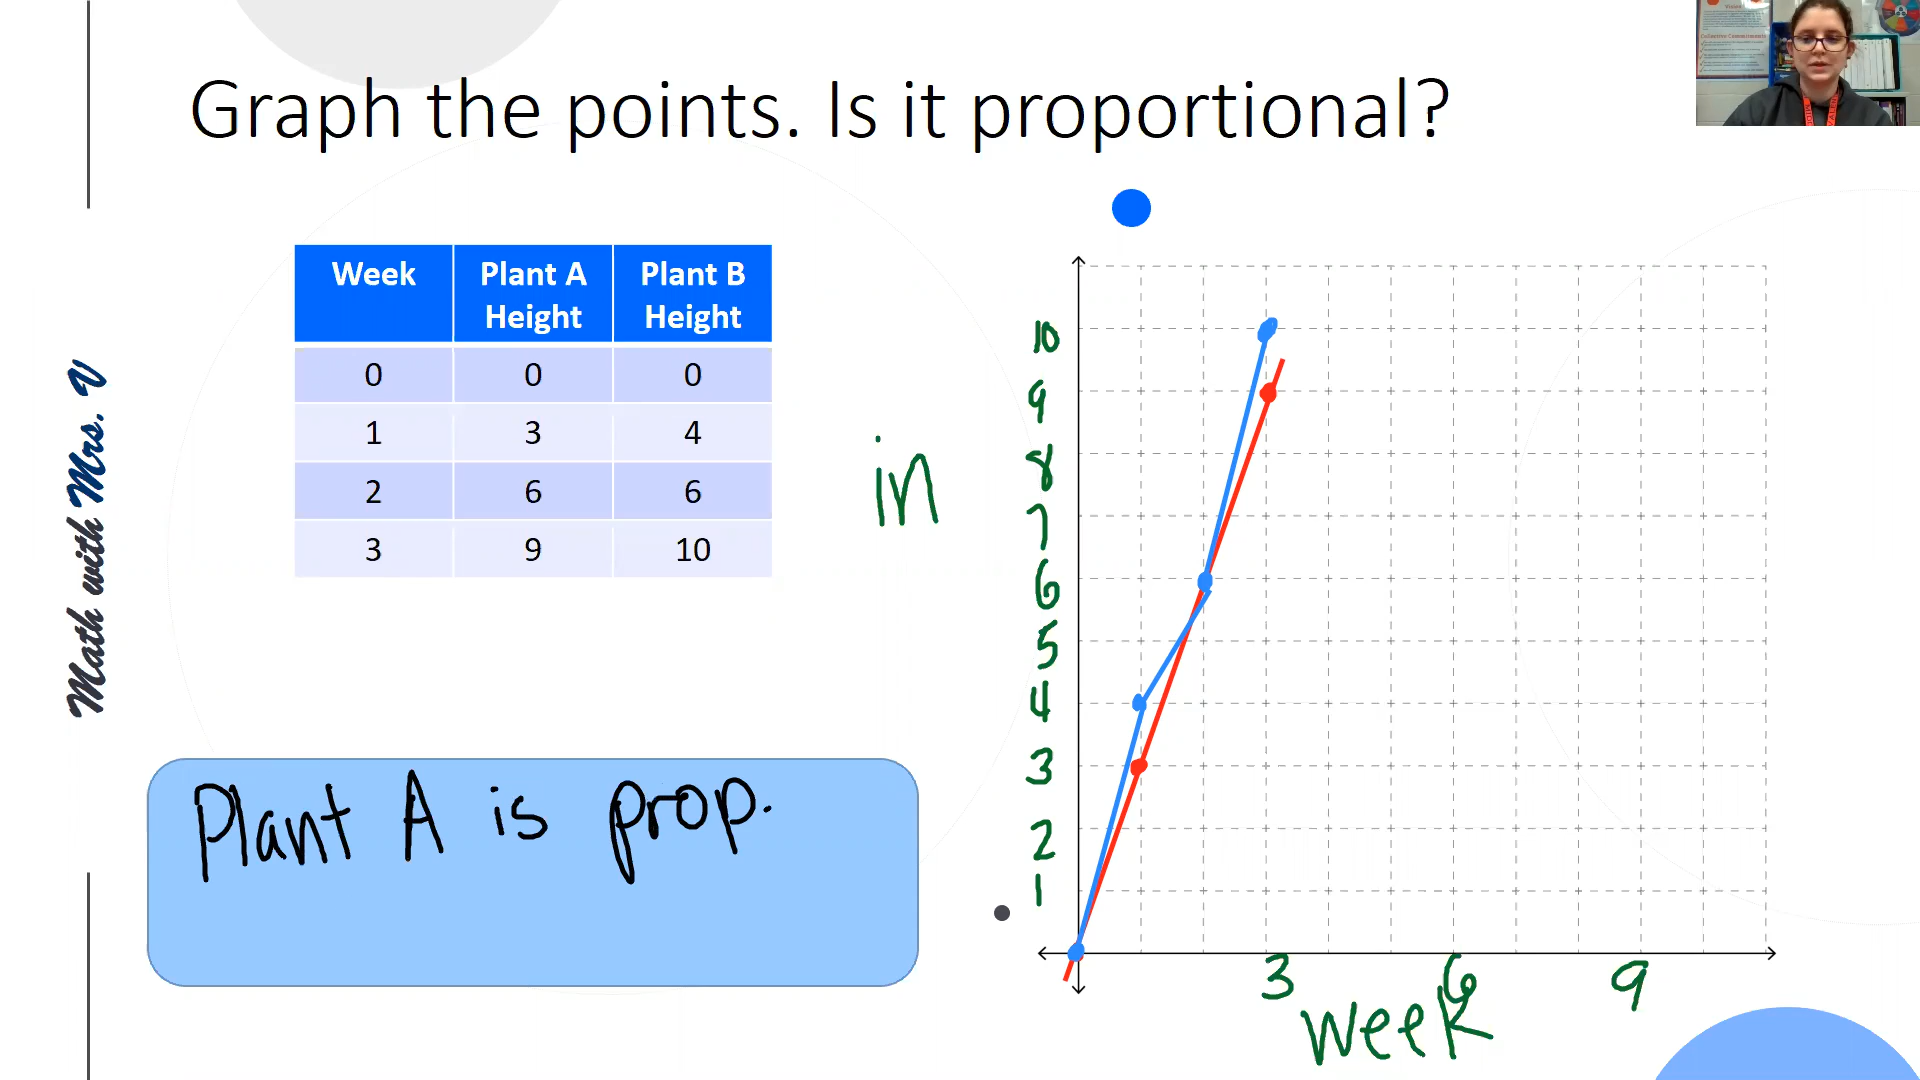 Graph the points. Is it proportional?
Week Plant A Height Plant B Height
0 0 0
1 3 4
2 6 6
3 9 10
Math with Mrs. V
in
10
9
8
7
6
5
4
3
2
1
3 6 9
week
Plant A is prop.